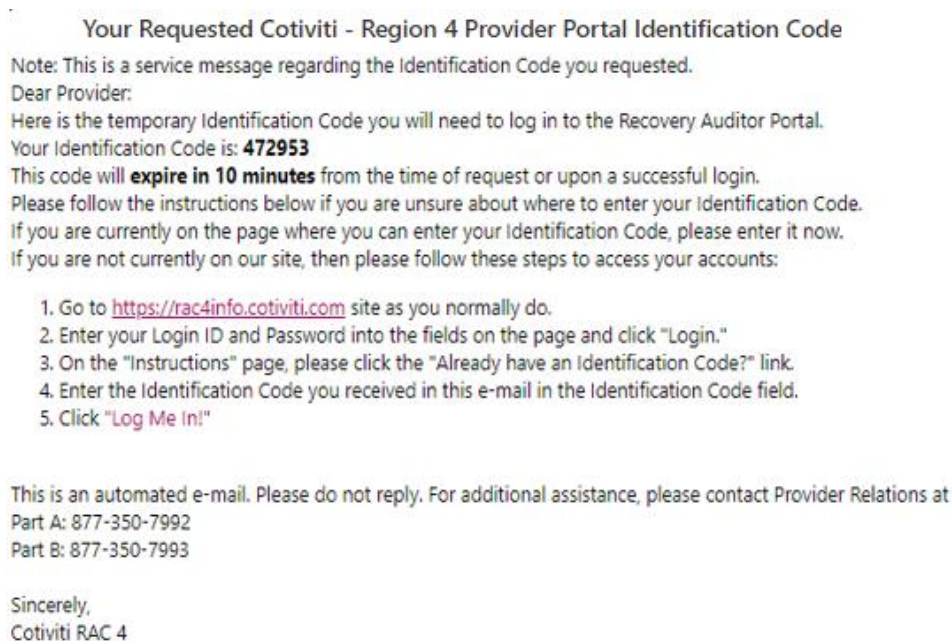 Your Requested Cotiviti - Region 4 Provider Portal Identification Code
Note: This is a service message regarding the Identification Code you requested.
Dear Provider:
Here is the temporary Identification Code you will need to log in to the Recovery Auditor Portal.
Your Identification Code is: 472953
This code will expire in 10 minutes from the time of request or upon a successful login.
Please follow the instructions below if you are unsure about where to enter your Identification Code.
If you are currently on the page where you can enter your Identification Code, please enter it now.
If you are not currently on our site, then please follow these steps to access your accounts:
1. Go to https://rac4info.cotiviti.com site as you normally do.
2. Enter your Login ID and Password into the fields on the page and click "Login."
3. On the "Instructions" page, please click the "Already have an Identification Code?" link.
4. Enter the Identification Code you received in this e-mail in the Identification Code field.
5. Click "Log Me In!"
This is an automated e-mail. Please do not reply. For additional assistance, please contact Provider Relations at
Part A: 877-350-7992
Part B: 877-350-7993
Sincerely,
Cotiviti RAC 4